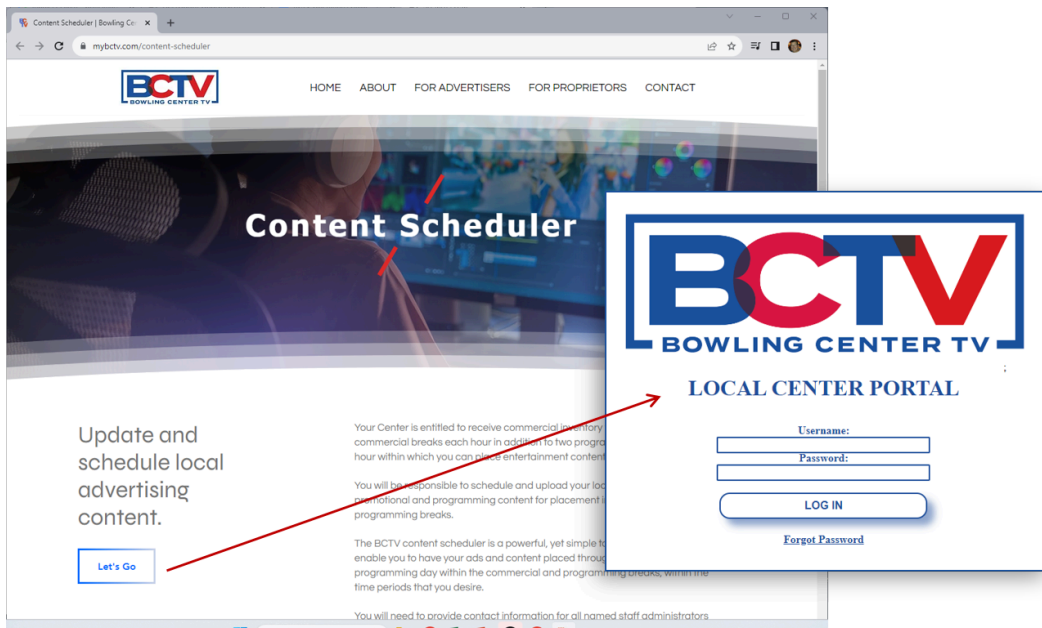 Content Scheduler | Bowling Ce
mybctv.com/content-scheduler
BCTV
BOWLING CENTER TV
HOME ABOUT FOR ADVERTISERS FOR PROPRIETORS CONTACT
Content Scheduler
Update and
schedule local
advertising
content.
Let's Go
Your Center is entitled to receive commercial inventory
commercial breaks each hour in addition to two progra
hour within which you can place entertainment content
You will be responsible to schedule and upload your loc
promotional and programming content for placement i
programming breaks.
The BCTV content scheduler is a powerful, yet simple to
enable you to have your ads and content placed throug
programming day within the commercial and programming breaks, within the
time periods that you desire.
You will need to provide contact information for all named staff administrators
BCTV
BOWLING CENTER TV
;
LOCAL CENTER PORTAL
Username:
Password:
LOG IN
Forgot Password